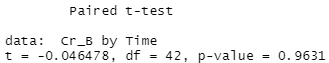 Paired t-test
data:  Cr_B by Time
t = -0.046478, df = 42, p-value = 0.9631